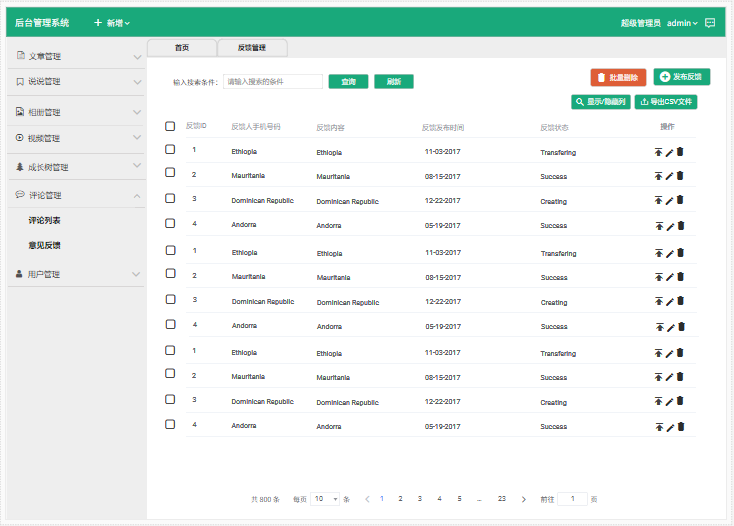 后台管理系统 + 新增 超级管理员 admin
文章管理
说说管理
相册管理
视频管理
成长树管理
评论管理
评论列表
意见反馈
用户管理
首页 反馈管理
输入搜索条件: 请输入搜索的条件 查询 刷新 批量删除 发布反馈
显示/隐藏列 导出CSV文件
反馈ID 反馈人手机号码 反馈内容 反馈发布时间 反馈状态 操作
1 Ethiopia Ethiopia 11-03-2017 Transfering
2 Mauritania Mauritania 08-15-2017 Success
3 Dominican Republic Dominican Republic 12-22-2017 Creating
4 Andorra Andorra 05-19-2017 Success
1 Ethiopia Ethiopia 11-03-2017 Transfering
2 Mauritania Mauritania 08-15-2017 Success
3 Dominican Republic Dominican Republic 12-22-2017 Creating
4 Andorra Andorra 05-19-2017 Success
1 Ethiopia Ethiopia 11-03-2017 Transfering
2 Mauritania Mauritania 08-15-2017 Success
3 Dominican Republic Dominican Republic 12-22-2017 Creating
4 Andorra Andorra 05-19-2017 Success
共 800 条 每页 10 条 < 1 2 3 4 5 ... 23 > 前往 1 页